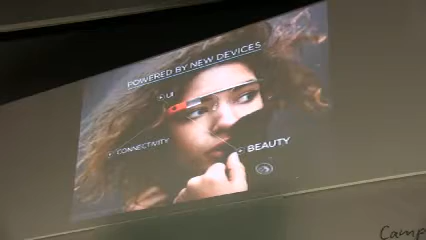 POWERED BY NEW DEVICES
UI
CONNECTIVITY
BEAUTY
Camp